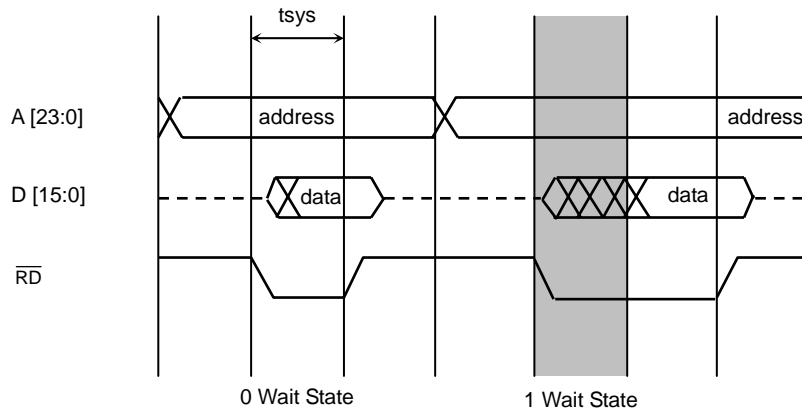 tsys
A [23:0]
address
address
D [15:0]
data
data
RD
0 Wait State
1 Wait State